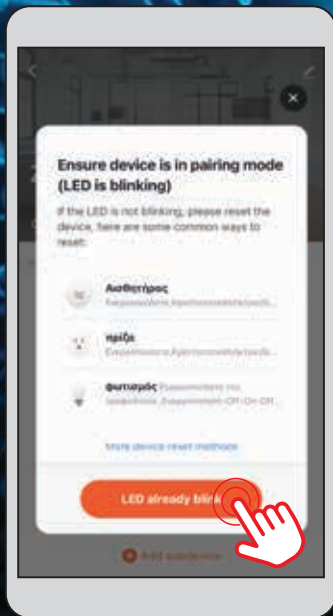 Ensure device is in pairing mode
(LED is blinking)
If the LED is not blinking, please reset the
device, here are some common ways to
reset:
Αισθητήρας
πρίζα
φωτισμός
More device reset methods
LED already
Add subdevice